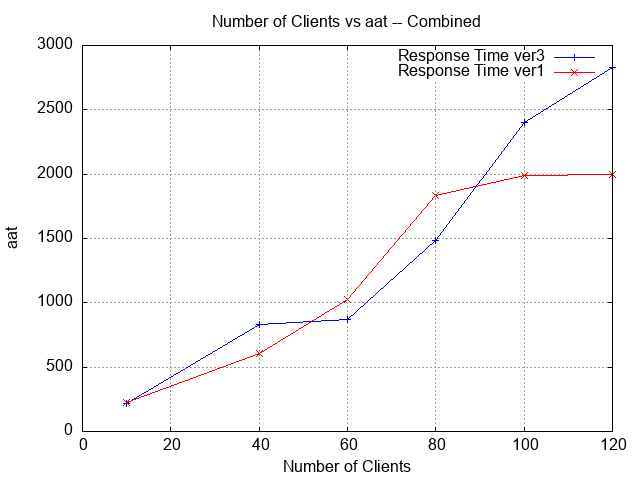 Number of Clients vs aat -- Combined
Response Time ver3
Response Time ver1
3000
2500
2000
1500
1000
500
0
aat
0 20 40 60 80 100 120
Number of Clients